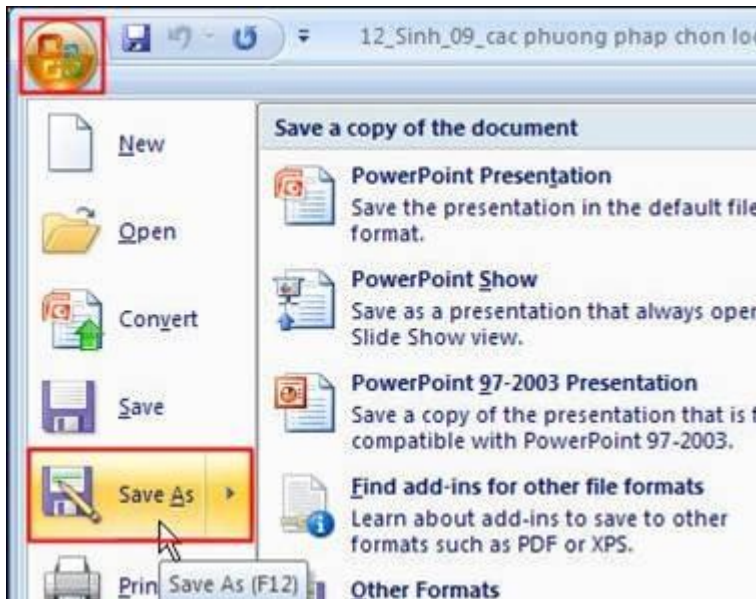 12_Sinh_09_cac phuong phap chon lo
New
Open
Convert
Save
Save As
Save As (F12)
Save a copy of the document
PowerPoint Presentation
Save the presentation in the default file
format.
PowerPoint Show
Save as a presentation that always open
Slide Show view.
PowerPoint 97-2003 Presentation
Save a copy of the presentation that is
compatible with PowerPoint 97-2003.
Find add-ins for other file formats
Learn about add-ins to save to other
formats such as PDF or XPS.
Other Formats